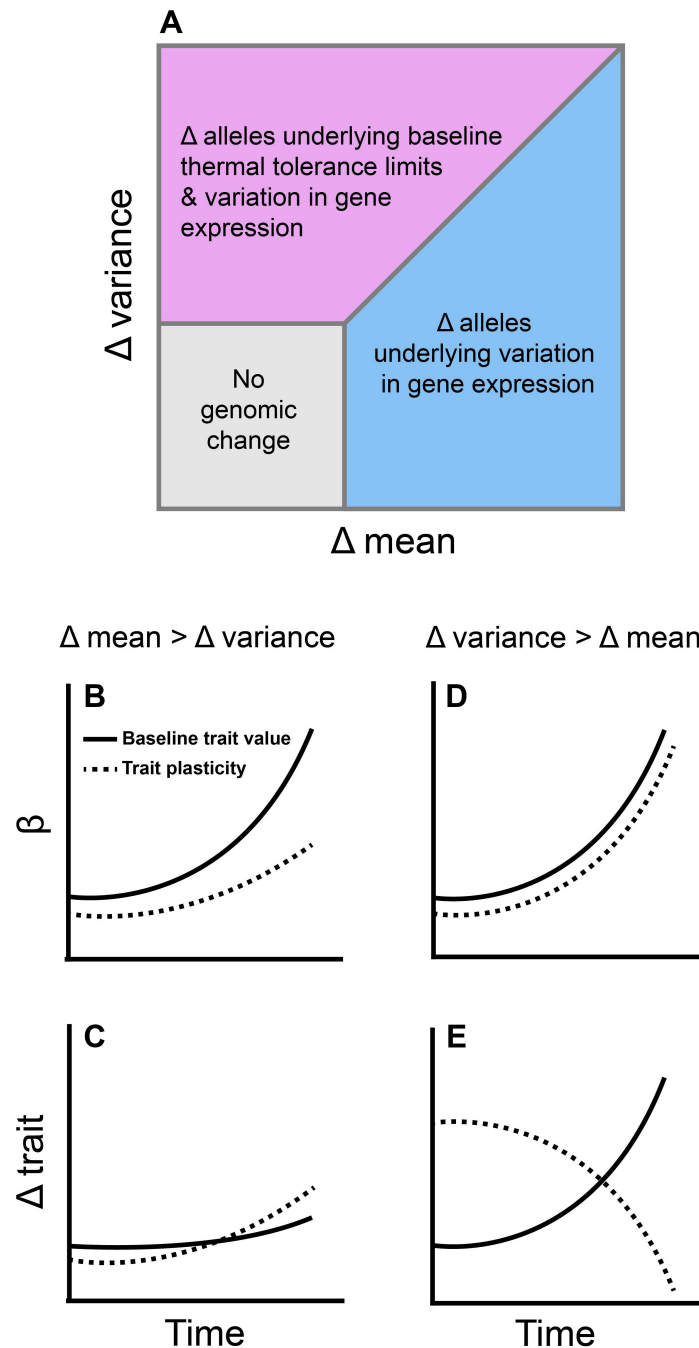 A
Δ variance
Δ alleles underlying baseline
thermal tolerance limits
& variation in gene
expression
Δ alleles
underlying variation
in gene expression
No
genomic
change
Δ mean
Δ mean > Δ variance
Δ variance > Δ mean
B
Baseline trait value
Trait plasticity
β
D
C
Δ trait
Time
E
Time